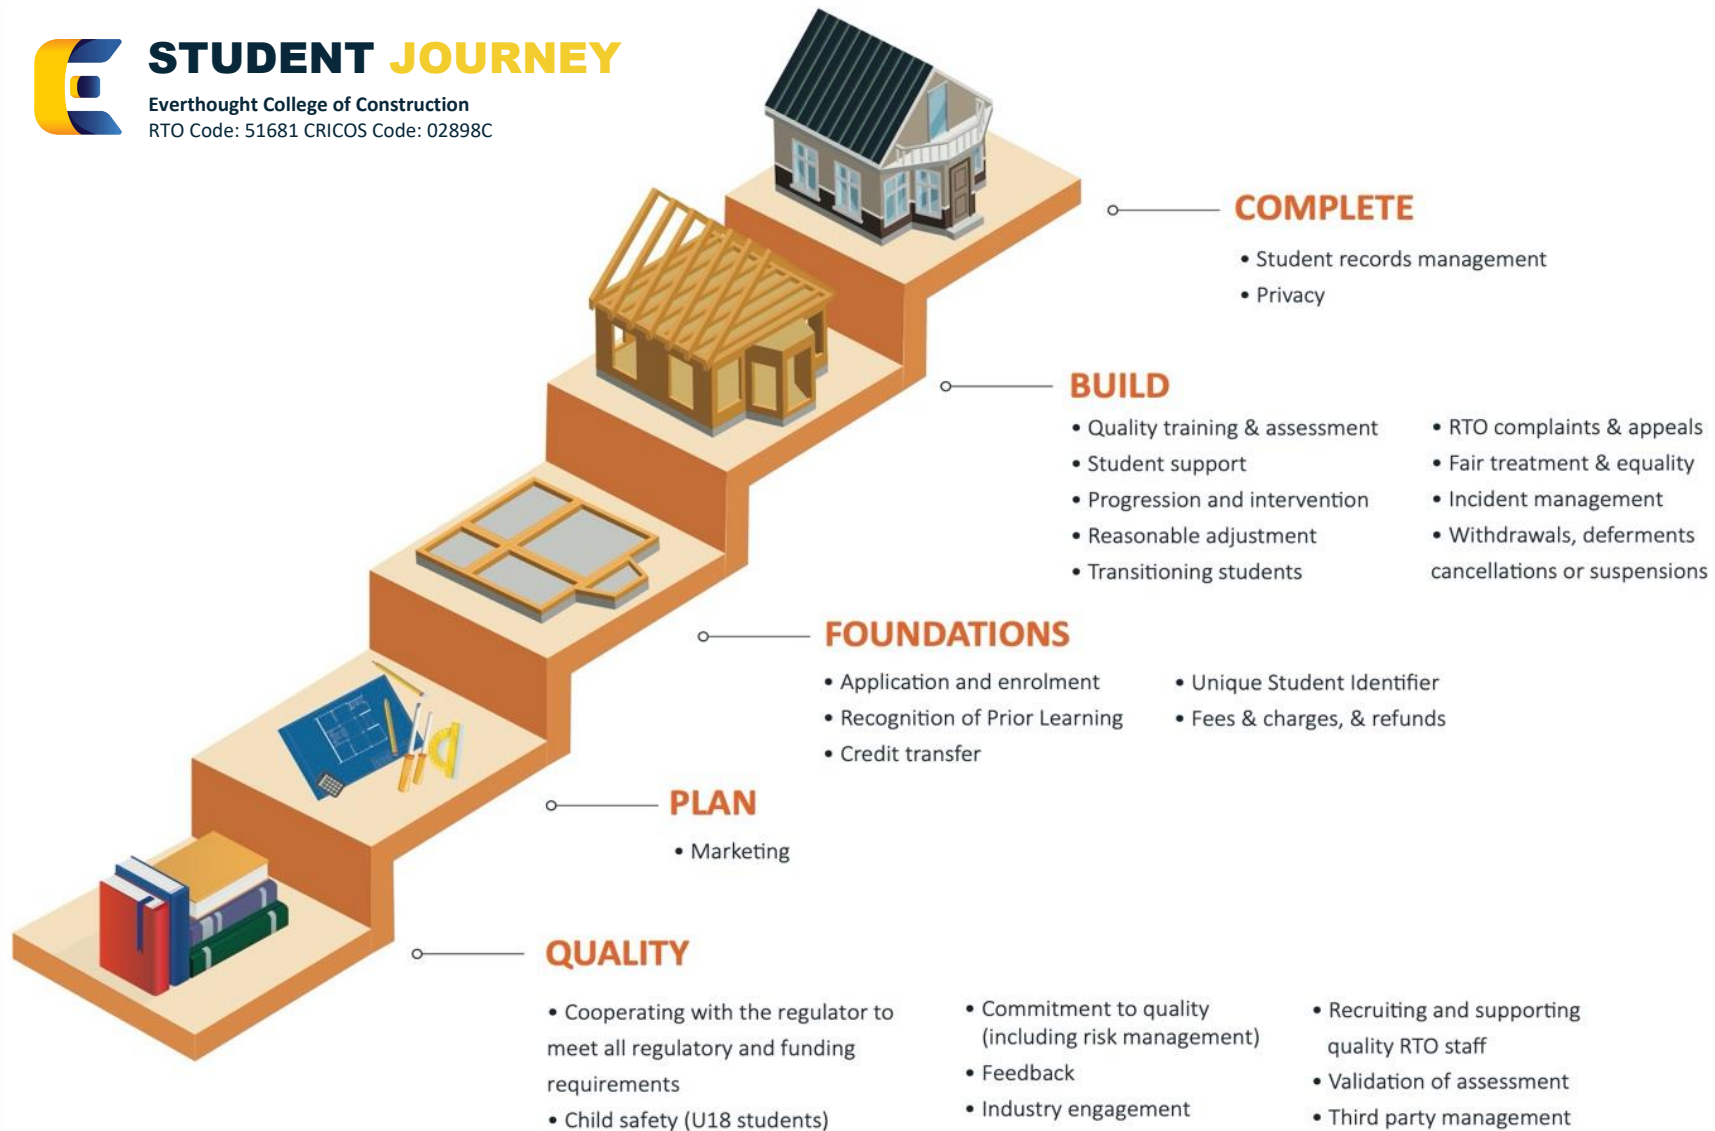 STUDENT JOURNEY
Everthought College of Construction
RTO Code: 51681 CRICOS Code: 02898C
COMPLETE
• Student records management
• Privacy
BUILD
• Quality training & assessment
• Student support
• Progression and intervention
• Reasonable adjustment
• Transitioning students
• RTO complaints & appeals
• Fair treatment & equality
• Incident management
• Withdrawals, deferments
cancellations or suspensions
FOUNDATIONS
• Application and enrolment
• Recognition of Prior Learning
• Credit transfer
• Unique Student Identifier
• Fees & charges, & refunds
PLAN
• Marketing
QUALITY
• Cooperating with the regulator to
meet all regulatory and funding
requirements
• Child safety (U18 students)
• Commitment to quality
(including risk management)
• Feedback
• Industry engagement
• Recruiting and supporting
quality RTO staff
• Validation of assessment
• Third party management